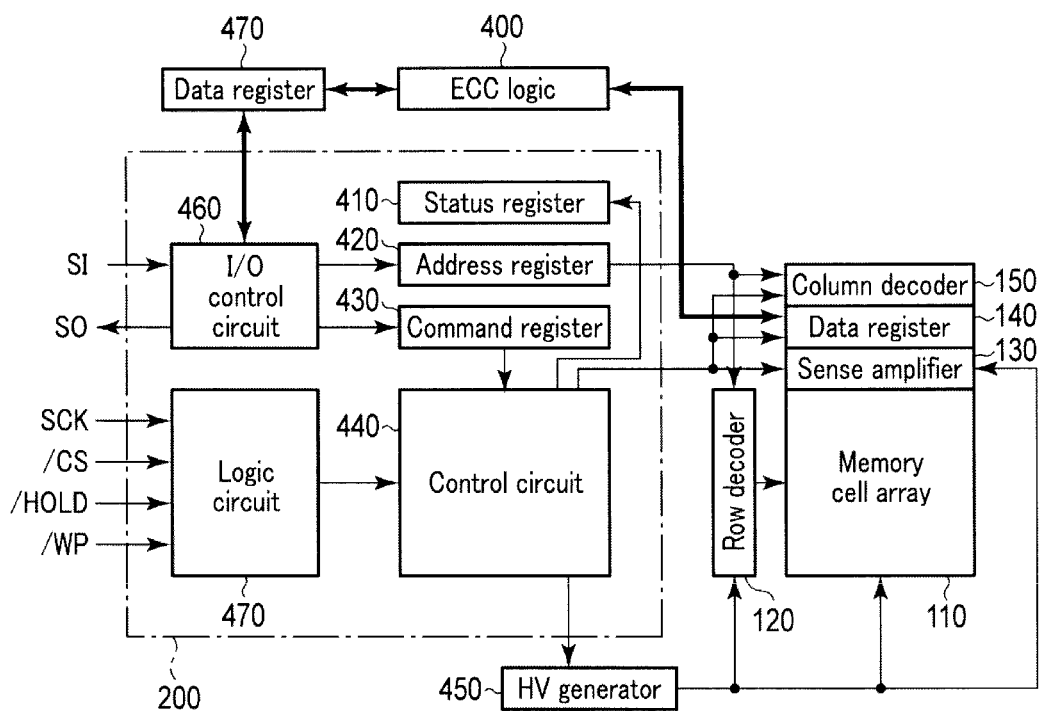 470
400
Data register
ECC logic
410
Status register
460
420
SI
I/O
control
circuit
Address register
430
SO
Command register
Column decoder
150
Data register
140
Sense amplifier
130
SCK
/CS
/HOLD
/WP
Logic
circuit
440
Control circuit
Row decoder
Memory
cell array
470
120
110
200
450
HV generator